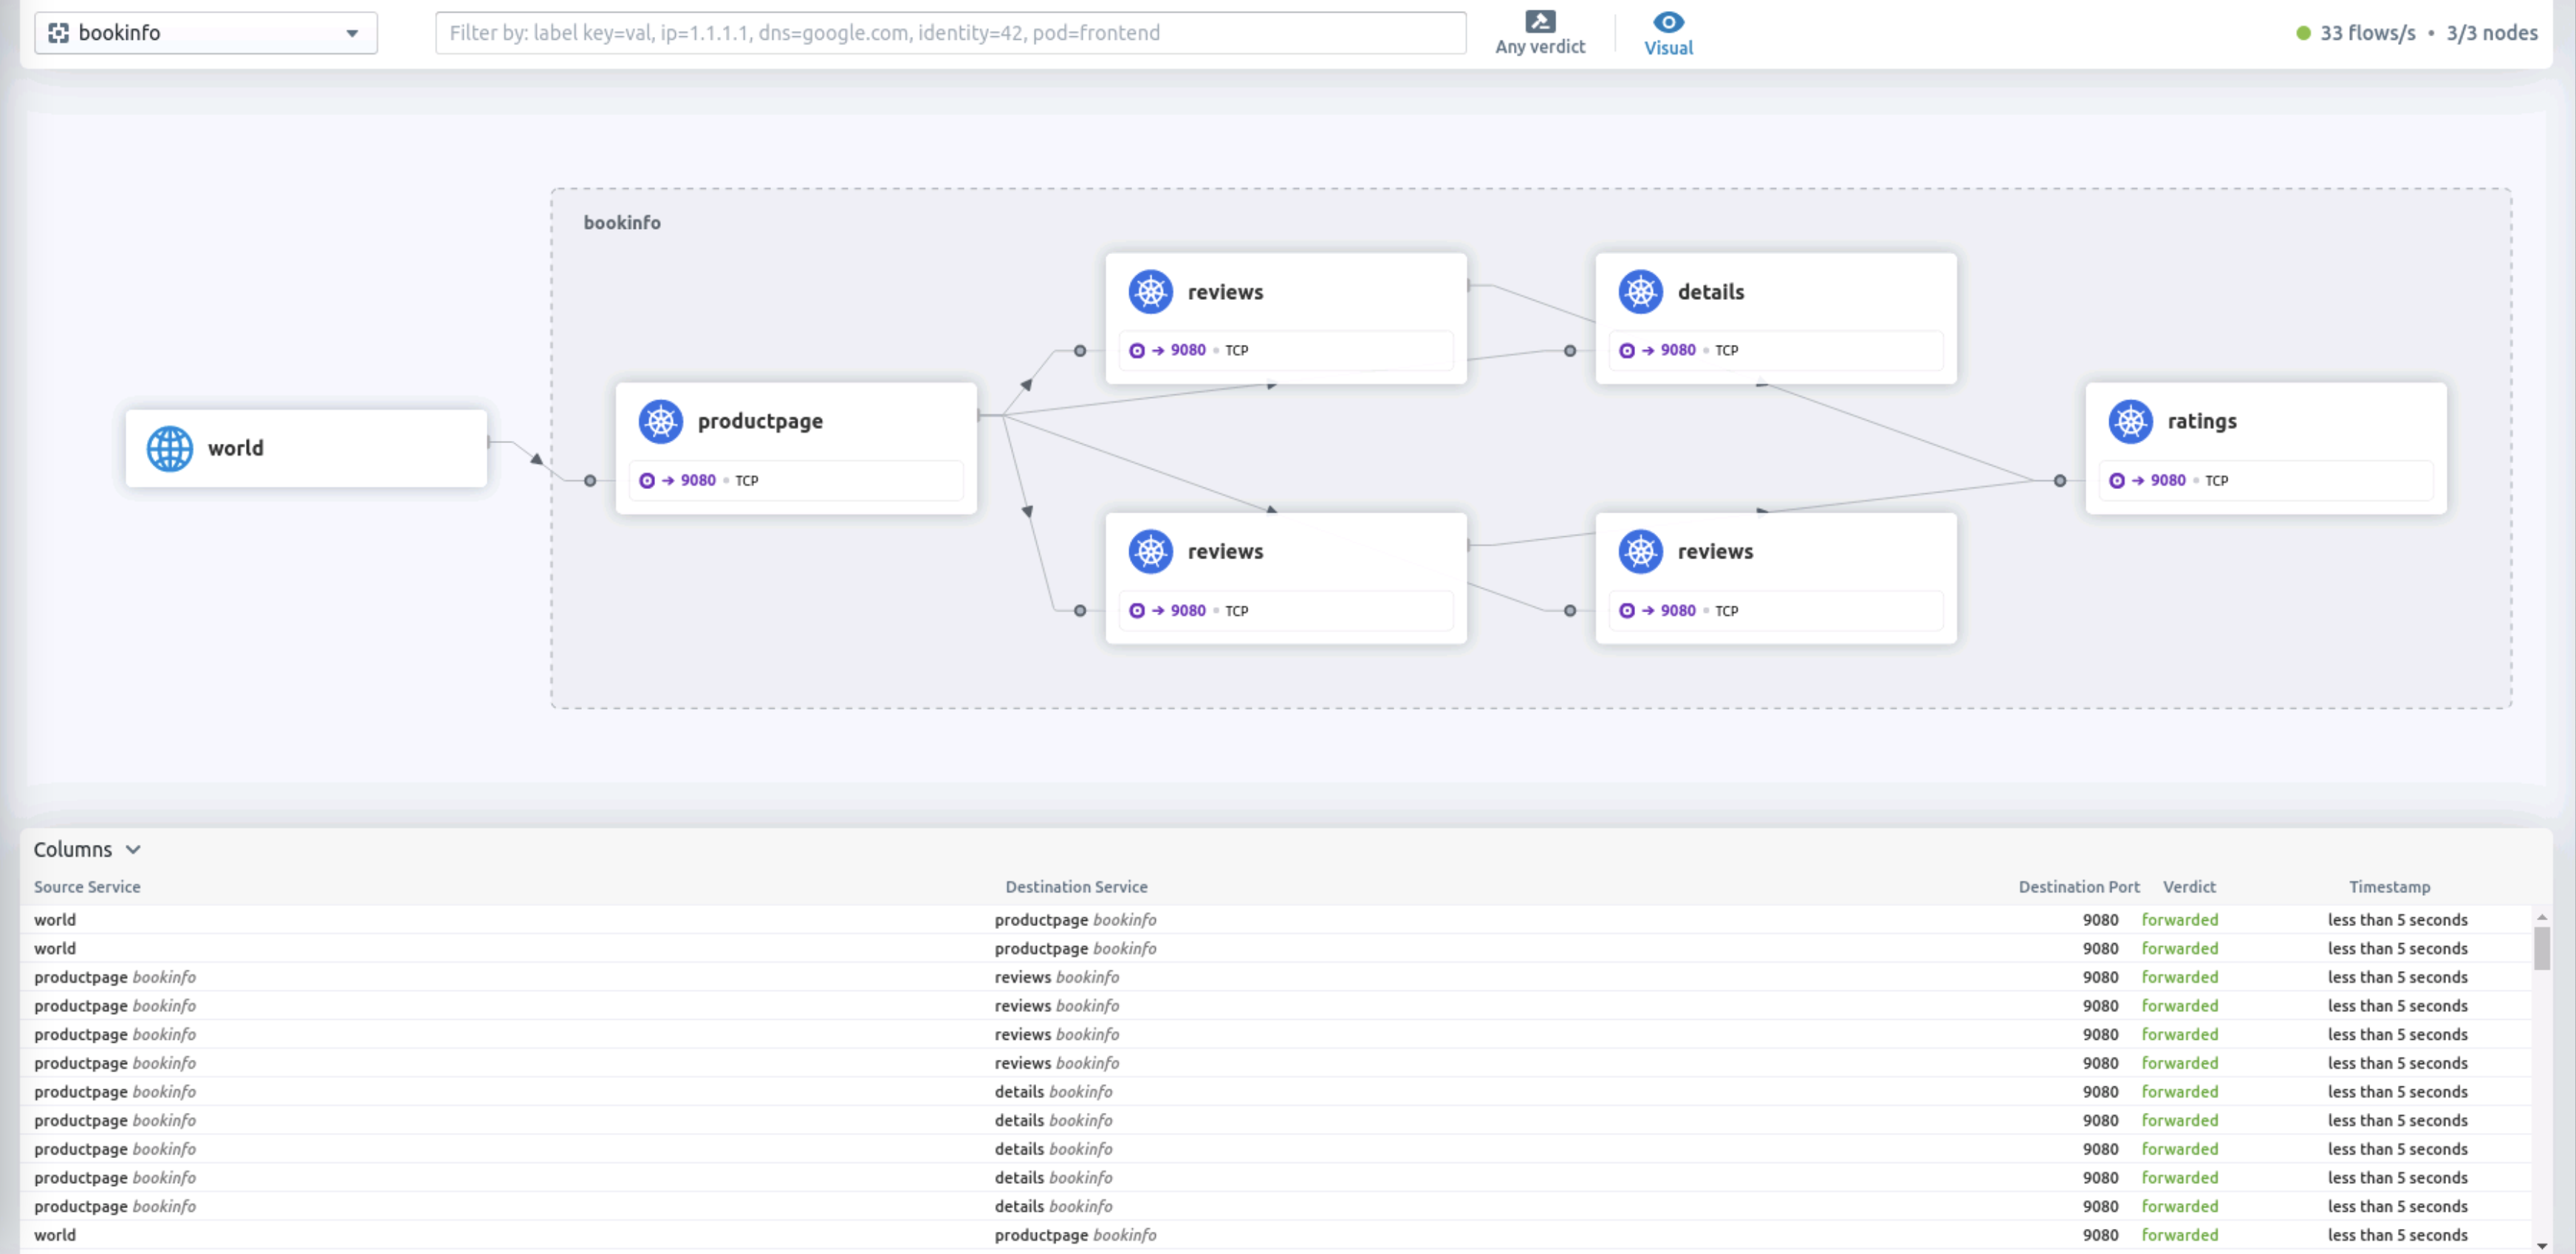 bookinfo
Filter by: label key=val, ip=1.1.1.1, dns=google.com, identity=42, pod=frontend
Any verdict
Visual
33 flows/s • 3/3 nodes
bookinfo
reviews
→ 9080 • TCP
details
→ 9080 • TCP
world
productpage
→ 9080 • TCP
ratings
→ 9080 • TCP
reviews
→ 9080 • TCP
reviews
→ 9080 • TCP
Columns
Source Service Destination Service Destination Port Verdict Timestamp
world productpage bookinfo 9080 forwarded less than 5 seconds
world productpage bookinfo 9080 forwarded less than 5 seconds
productpage bookinfo reviews bookinfo 9080 forwarded less than 5 seconds
productpage bookinfo reviews bookinfo 9080 forwarded less than 5 seconds
productpage bookinfo reviews bookinfo 9080 forwarded less than 5 seconds
productpage bookinfo reviews bookinfo 9080 forwarded less than 5 seconds
productpage bookinfo details bookinfo 9080 forwarded less than 5 seconds
productpage bookinfo details bookinfo 9080 forwarded less than 5 seconds
productpage bookinfo details bookinfo 9080 forwarded less than 5 seconds
productpage bookinfo details bookinfo 9080 forwarded less than 5 seconds
productpage bookinfo details bookinfo 9080 forwarded less than 5 seconds
world productpage bookinfo 9080 forwarded less than 5 seconds